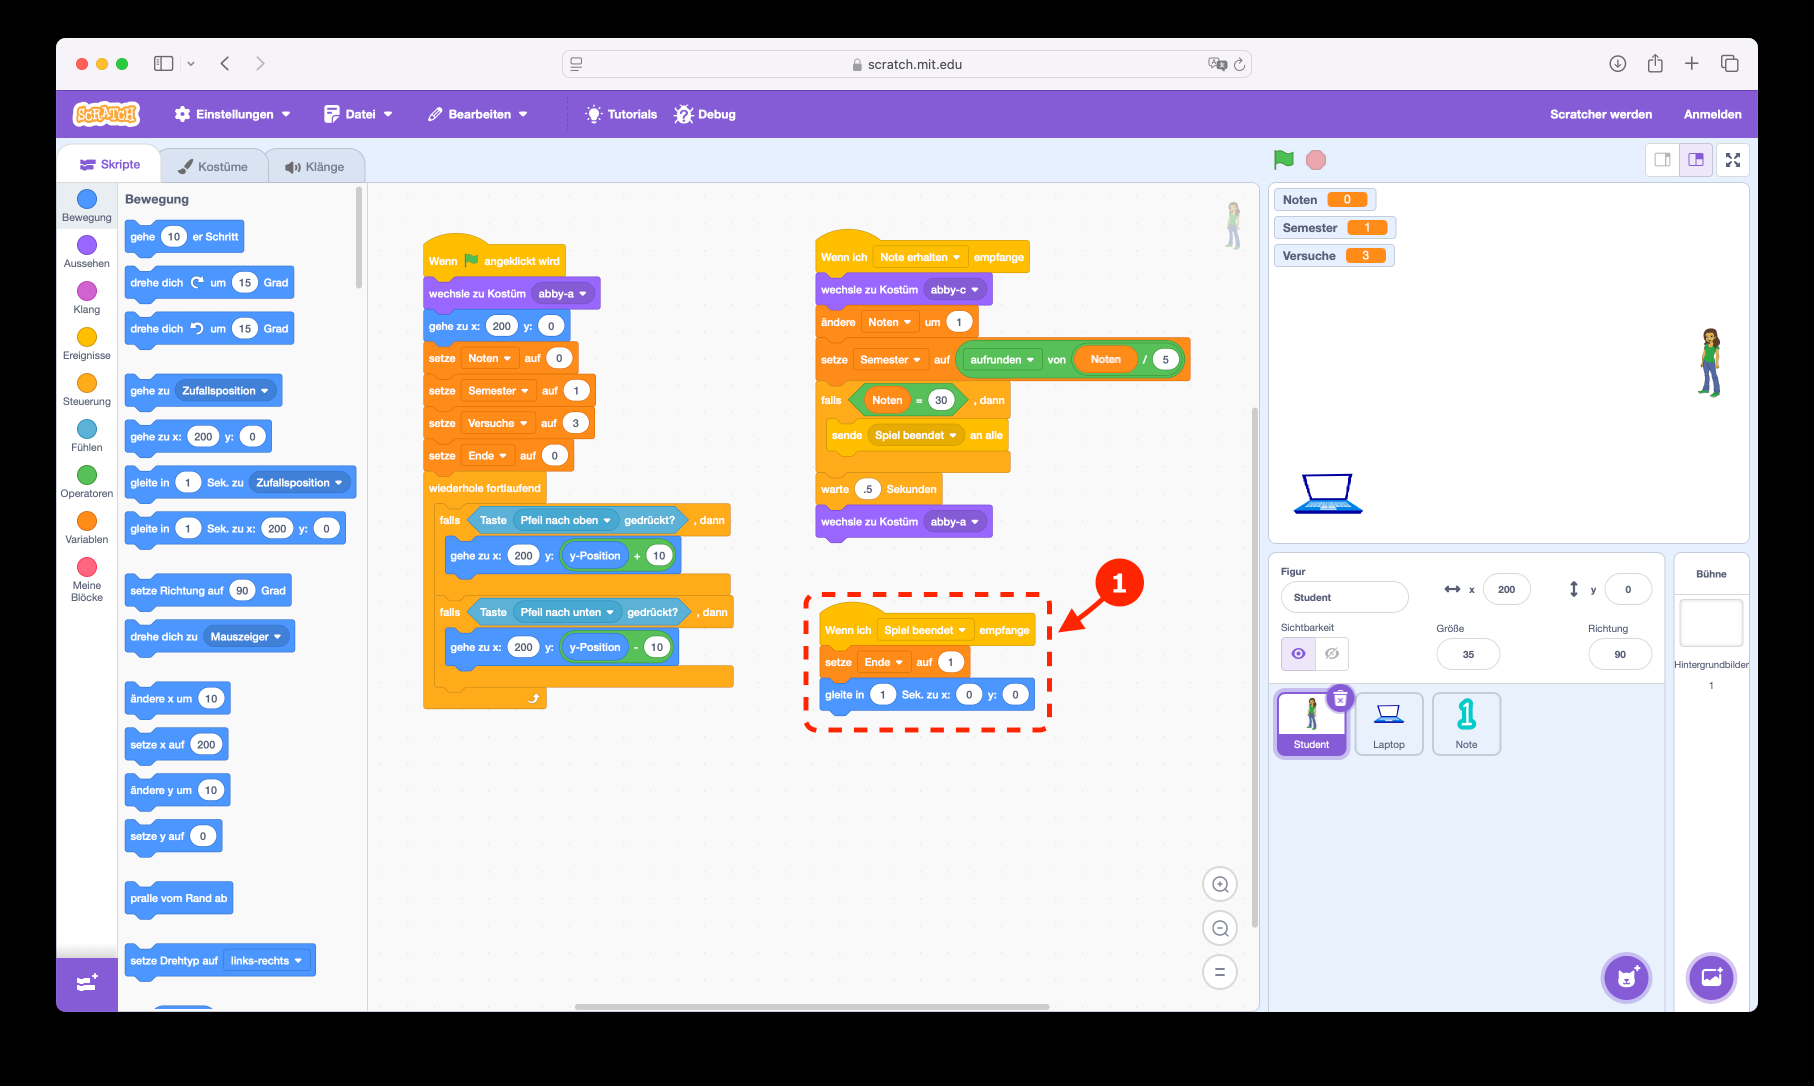 scratch.mit.edu
SCRATCH
Einstellungen
Datei
Bearbeiten
Tutorials
Debug
Scratcher werden
Anmelden
Skripte
Kostüme
Klänge
Bewegung
Aussehen
Klang
Ereignisse
Steuerung
Fühlen
Operatoren
Variablen
Meine
Blöcke
Bewegung
gehe 10 er Schritt
drehe dich um 15 Grad
drehe dich um 15 Grad
gehe zu Zufallsposition
gehe zu x: 200 y: 0
gleite in 1 Sek. zu Zufallsposition
gleite in 1 Sek. zu x: 200 y: 0
setze Richtung auf 90 Grad
drehe dich zu Mauszeiger
ändere x um 10
setze x auf 200
ändere y um 10
setze y auf 0
pralle vom Rand ab
setze Drehtyp auf links-rechts
Wenn angeklickt wird
wechsle zu Kostüm abby-a
gehe zu x: 200 y: 0
setze Noten auf 0
setze Semester auf 1
setze Versuche auf 3
setze Ende auf 0
wiederhole fortlaufend
falls Taste Pfeil nach oben gedrückt? , dann
gehe zu x: 200 y: y-Position + 10
falls Taste Pfeil nach unten gedrückt? , dann
gehe zu x: 200 y: y-Position - 10
Wenn ich Note erhalten empfange
wechsle zu Kostüm abby-c
ändere Noten um 1
setze Semester auf aufrunden von Noten / 5
falls Noten = 30 , dann
sende Spiel beendet an alle
warte .5 Sekunden
wechsle zu Kostüm abby-a
1
Wenn ich Spiel beendet empfange
setze Ende auf 1
gleite in 1 Sek. zu x: 0 y: 0
Noten 0
Semester 1
Versuche 3
Figur
Student
x 200
y 0
Sichtbarkeit
Größe
35
Richtung
90
Student
Laptop
1
Note
Bühne
Hintergrundbilder
1